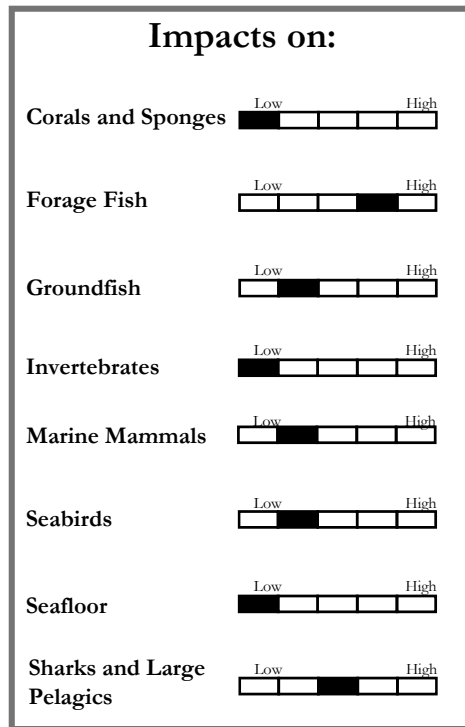 Impacts on:
Low High
Corals and Sponges
Low High
Forage Fish
Low High
Groundfish
Low High
Invertebrates
Low High
Marine Mammals
Low High
Seabirds
Low High
Seafloor
Low High
Sharks and Large
Pelagics